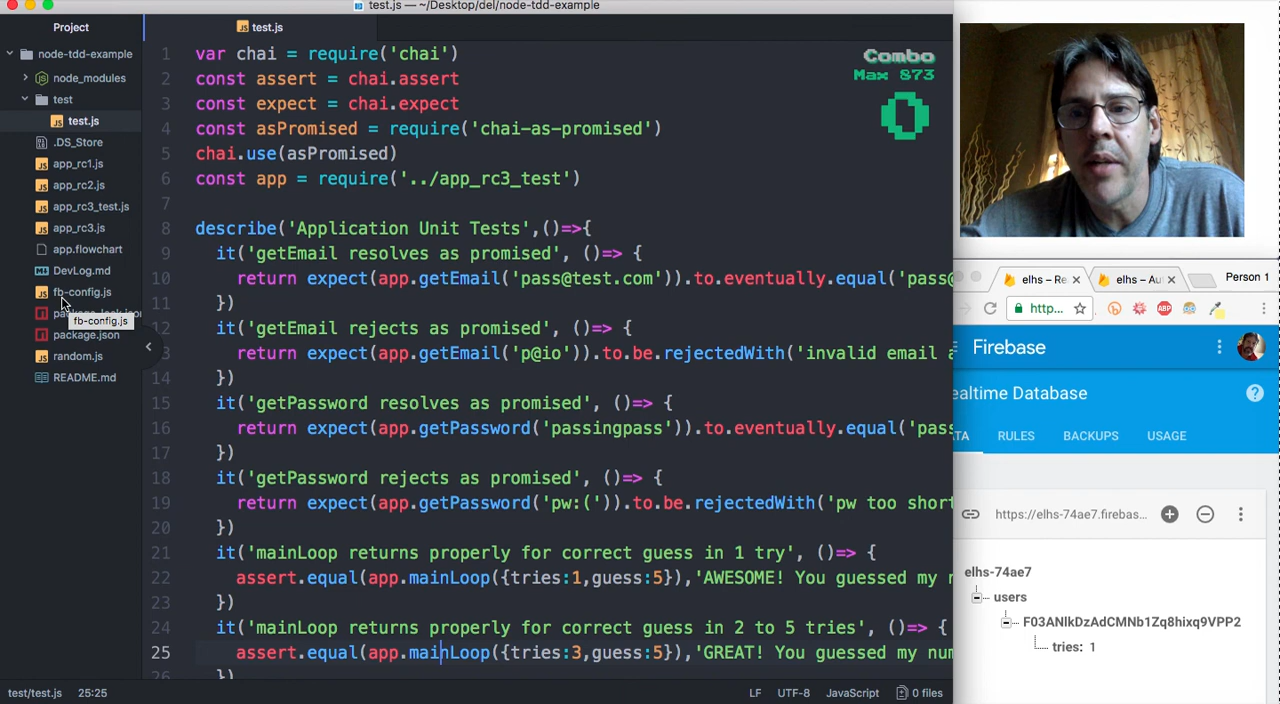 test.js — ~/Desktop/del/node-tdd-example
Project
test.js
node-tdd-example
node_modules
test
test.js
.DS_Store
app_rc1.js
app_rc2.js
app_rc3_test.js
app_rc3.js
app.flowchart
DevLog.md
fb-config.js
fb-config.js
package.json
random.js
README.md
1 var chai = require('chai')
2 const assert = chai.assert
3 const expect = chai.expect
4 const asPromised = require('chai-as-promised')
5 chai.use(asPromised)
6 const app = require('../app_rc3_test')
7
8 describe('Application Unit Tests',()=>{
9 it('getEmail resolves as promised', ()=> {
10 return expect(app.getEmail('pass@test.com')).to.eventually.equal('pass@
11 })
12 it('getEmail rejects as promised', ()=> {
13 return expect(app.getEmail('p@io')).to.be.rejectedWith('invalid email a
14 })
15 it('getPassword resolves as promised', ()=> {
16 return expect(app.getPassword('passingpass')).to.eventually.equal('pass
17 })
18 it('getPassword rejects as promised', ()=> {
19 return expect(app.getPassword('pw:(')).to.be.rejectedWith('pw too short
20 })
21 it('mainLoop returns properly for correct guess in 1 try', ()=> {
22 assert.equal(app.mainLoop({tries:1,guess:5}),'AWESOME! You guessed my n
23 })
24 it('mainLoop returns properly for correct guess in 2 to 5 tries', ()=> {
25 assert.equal(app.mainLoop({tries:3,guess:5}),'GREAT! You guessed my num
})
Combo
Max 873
0
test/test.js 25:25
LF UTF-8 JavaScript 0 files
elhs – Re
elhs – Au
Person 1
http...
ABP
Firebase
ealtime Database
ATA RULES BACKUPS USAGE
https://elhs-74ae7.firebas...
elhs-74ae7
users
F03ANlkDzAdCMNb1Zq8hixq9VPP2
tries: 1